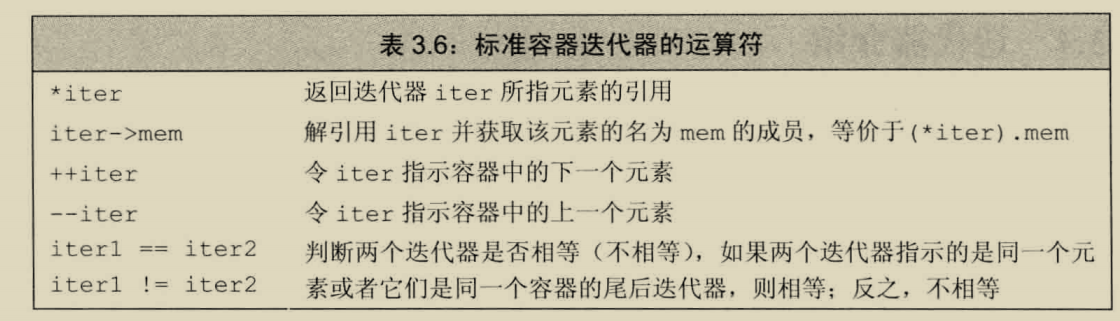 表 3.6：标准容器迭代器的运算符
*iter 返回迭代器 iter 所指元素的引用
iter->mem 解引用 iter 并获取该元素的名为 mem 的成员，等价于(*iter).mem
++iter 令 iter 指示容器中的下一个元素
--iter 令 iter 指示容器中的上一个元素
iter1 == iter2 判断两个迭代器是否相等（不相等），如果两个迭代器指示的是同一个元
iter1 != iter2 素或者它们是同一个容器的尾后迭代器，则相等；反之，不相等